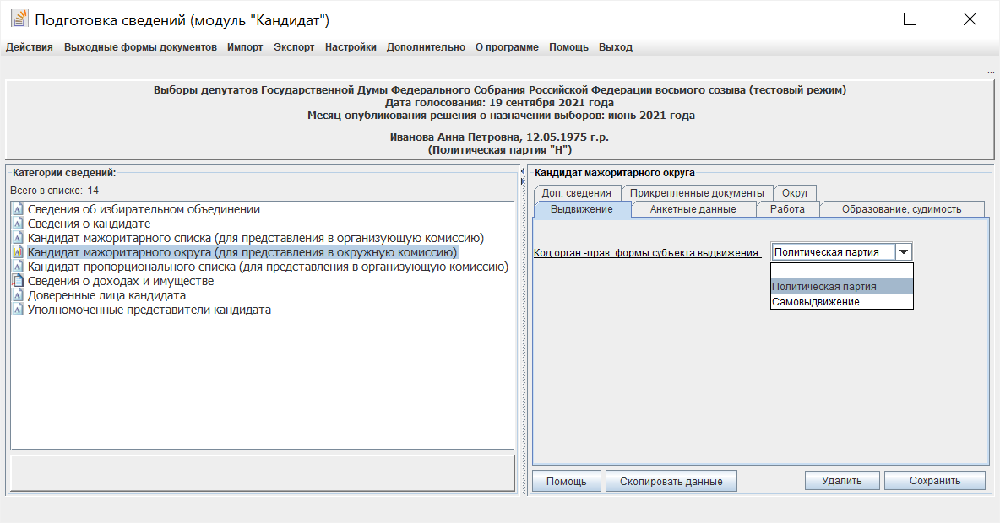 Подготовка сведений (модуль "Кандидат")
Действия Выходные формы документов Импорт Экспорт Настройки Дополнительно О программе Помощь Выход
...
Выборы депутатов Государственной Думы Федерального Собрания Российской Федерации восьмого созыва (тестовый режим)
Дата голосования: 19 сентября 2021 года
Месяц опубликования решения о назначении выборов: июнь 2021 года
Иванова Анна Петровна, 12.05.1975 г.р.
(Политическая партия "Н")
Категории сведений:
Всего в списке: 14
Сведения об избирательном объединении
Сведения о кандидате
Кандидат мажоритарного списка (для представления в организующую комиссию)
Кандидат мажоритарного округа (для представления в окружную комиссию)
Кандидат пропорционального списка (для представления в организующую комиссию)
Сведения о доходах и имуществе
Доверенные лица кандидата
Уполномоченные представители кандидата
Кандидат мажоритарного округа
Доп. сведения Прикрепленные документы Округ
Выдвижение Анкетные данные Работа Образование, судимость
Код орган.-прав. формы субъекта выдвижения: Политическая партия
Политическая партия
Самовыдвижение
Помощь Скопировать данные Удалить Сохранить